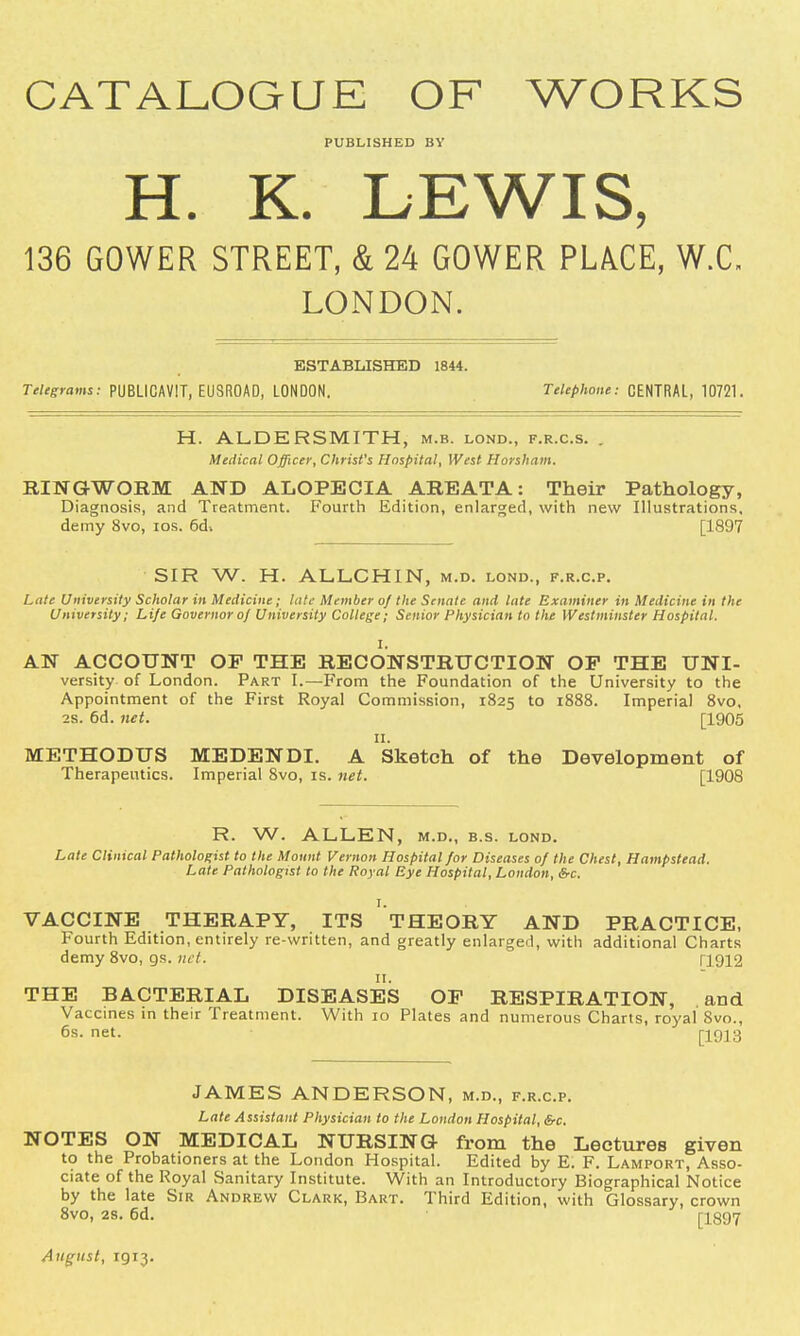 CATALOGUE OF WORKS
PUBLISHED BY
H. K. LEWIS,
136 GOWER STREET, & 24 GOWER PLACE, W.C.
LONDON.
ESTABLISHED 1844.
Telegrams: PUBLICAVIT, EUSROAD, LONDON. Telephone: CENTRAL, 10721.
H. ALDERSMITH, M.B. LOND., F.R.C.S. .
Medical Officer, Christ's Hospital, West Horsham.
RINGWORM AND ALOPECIA AREATA: Their Pathology,
Diagnosis, and Treatment. Fourth Edition, enlarged, with new Illustrations,
demy 8vo, 10s. 6d. [1897
SIR W. H. ALLCHIN, M.D. LOND., F.R.C.P.
Late University Scholar in Medicine; late Member of the Senate and late Examiner in Medicine in the
University; Life Governor of University College; Senior Physician to the Westminster Hospital.
I.
AN ACCOUNT OF THE RECONSTRUCTION OF THE UNI-
versity of London. PART I.—From the Foundation of the University to the
Appointment of the First Royal Commission, 1825 to 1888. Imperial 8vo,
2s. 6d. net. [1905
II.
METHODUS MEDENDI. A Sketch of the Development of
Therapeutics. Imperial 8vo, 1s. net. [1908
R. W. ALLEN, M.D., B.S. LOND.
Late Clinical Pathologist to the Mount Vernon Hospital for Diseases of the Chest, Hampstead.
Late Pathologist to the Royal Eye Hospital, London, &c.
I.
VACCINE THERAPY, ITS THEORY AND PRACTICE,
Fourth Edition, entirely re-written, and greatly enlarged, with additional Charts
demy 8vo, 9s. net. [1912
II.
THE BACTERIAL DISEASES OF RESPIRATION, and
Vaccines in their Treatment. With 10 Plates and numerous Charts, royal 8vo.,
6s. net. [1913
JAMES ANDERSON, M.D., F.R.C.P.
Late Assistant Physician to the London Hospital, &c.
NOTES ON MEDICAL NURSING from the Lectures given
to the Probationers at the London Hospital. Edited by E. F. LAMPORT, Asso-
ciate of the Royal Sanitary Institute. With an Introductory Biographical Notice
by the late SIR ANDREW CLARK, BART. Third Edition, with Glossary, crown
8vo, 2s. 6d. [1897
August, 1913.